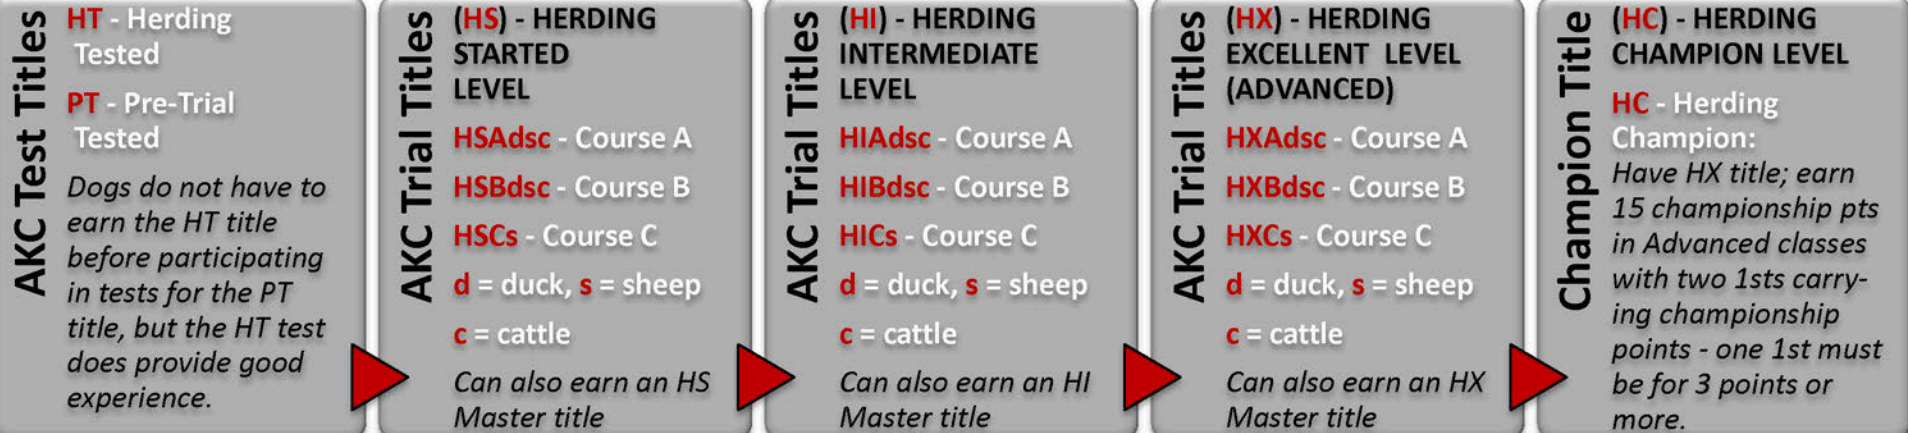 AKC Test Titles
HT - Herding
Tested
PT - Pre-Trial
Tested
Dogs do not have to
earn the HT title
before participating
in tests for the PT
title, but the HT test
does provide good
experience.
AKC Trial Titles
(HS) - HERDING
STARTED
LEVEL
HSAdsc - Course A
HSBdsc - Course B
HSCs - Course C
d = duck, s = sheep
c = cattle
Can also earn an HS
Master title
AKC Trial Titles
(HI) - HERDING
INTERMEDIATE
LEVEL
HIAdsc - Course A
HIBdsc - Course B
HICs - Course C
d = duck, s = sheep
c = cattle
Can also earn an HI
Master title
AKC Trial Titles
(HX) - HERDING
EXCELLENT LEVEL
(ADVANCED)
HXAdsc - Course A
HXBdsc - Course B
HXCs - Course C
d = duck, s = sheep
c = cattle
Can also earn an HX
Master title
Champion Title
(HC) - HERDING
CHAMPION LEVEL
HC - Herding
Champion:
Have HX title; earn
15 championship pts
in Advanced classes
with two 1sts carry-
ing championship
points - one 1st must
be for 3 points or
more.